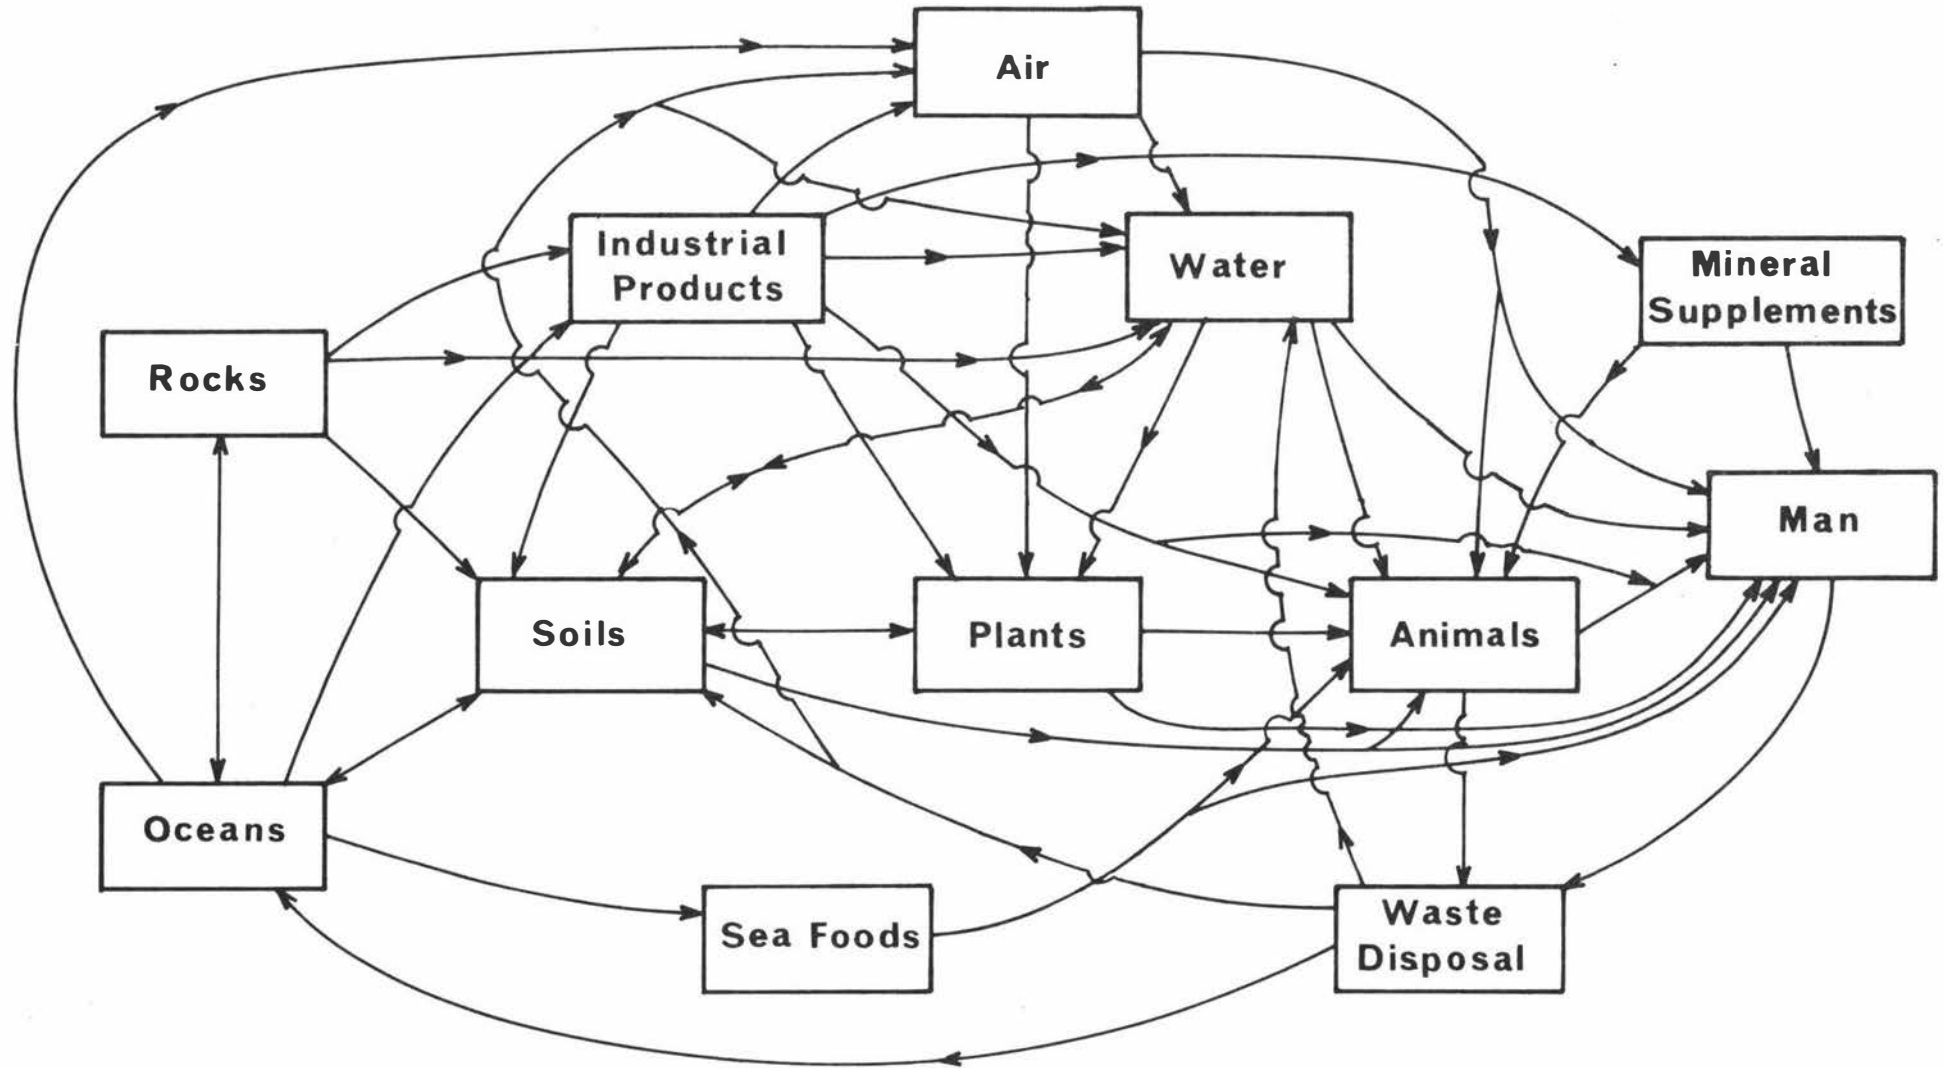 Air
Industrial
Products
Water
Mineral
Supplements
Rocks
Man
Soils
Plants
Animals
Oceans
Sea Foods
Waste
Disposal